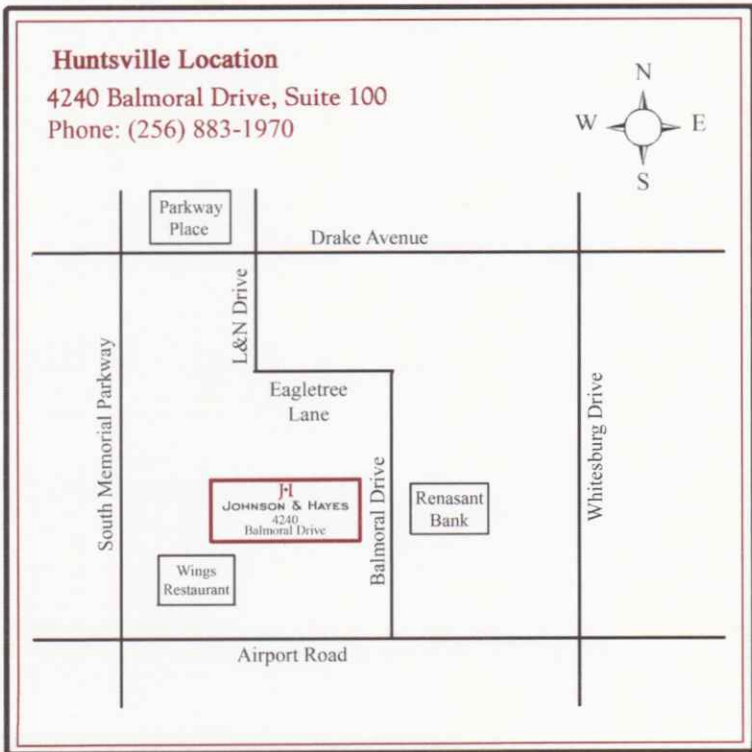 Huntsville Location
4240 Balmoral Drive, Suite 100
Phone: (256) 883-1970
N
W E
S
Parkway
Place
Drake Avenue
L&N Drive
South Memorial Parkway
Eagletree
Lane
Whitesburg Drive
JOHNSON & HAYES
4240
Balmoral Drive
Balmoral Drive
Renasant
Bank
Wings
Restaurant
Airport Road